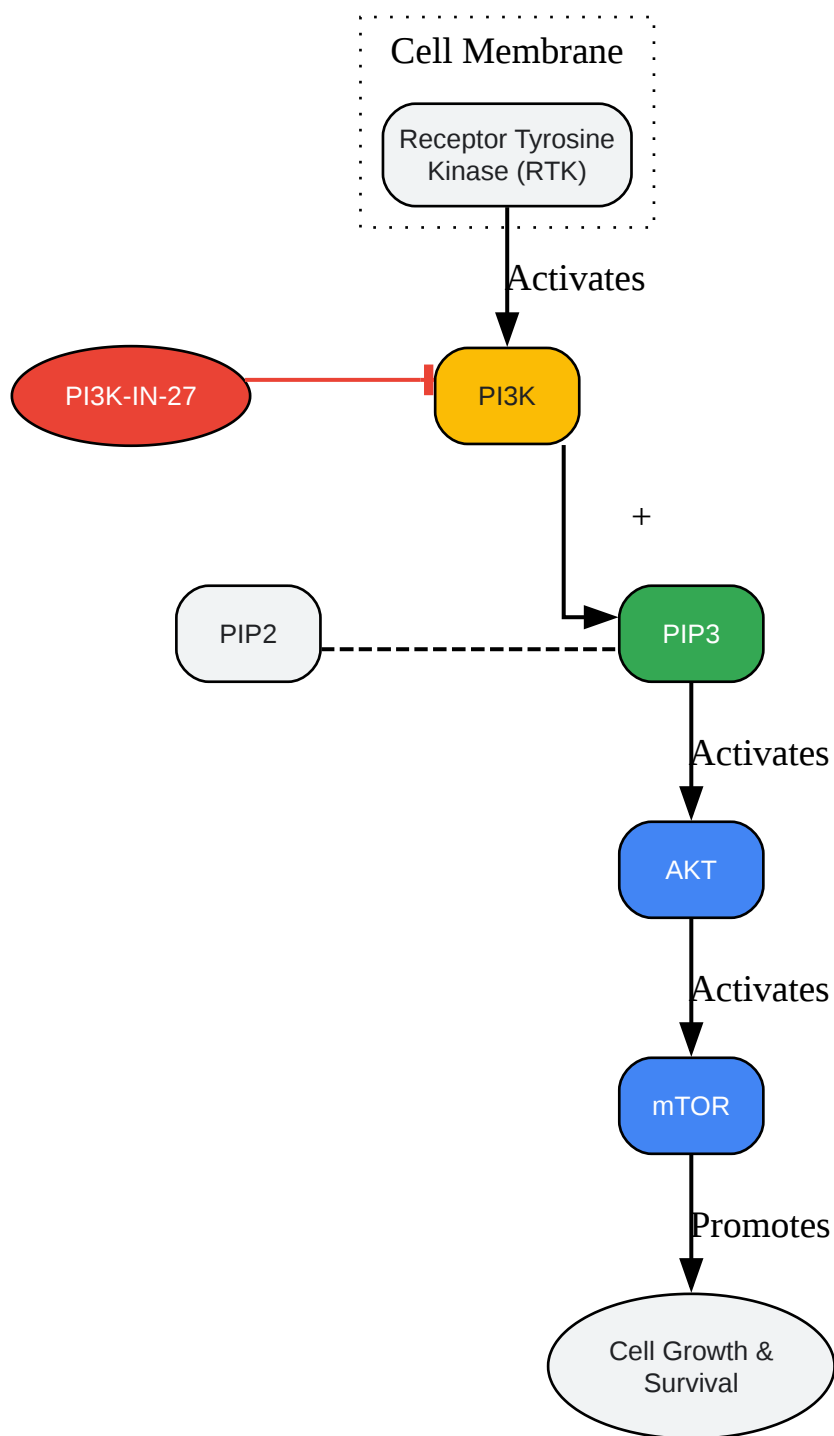 Cell Membrane
Receptor Tyrosine
Kinase (RTK)
Activates
PI3K-IN-27
PI3K
+
PIP2
PIP3
Activates
AKT
Activates
mTOR
Promotes
Cell Growth &
Survival